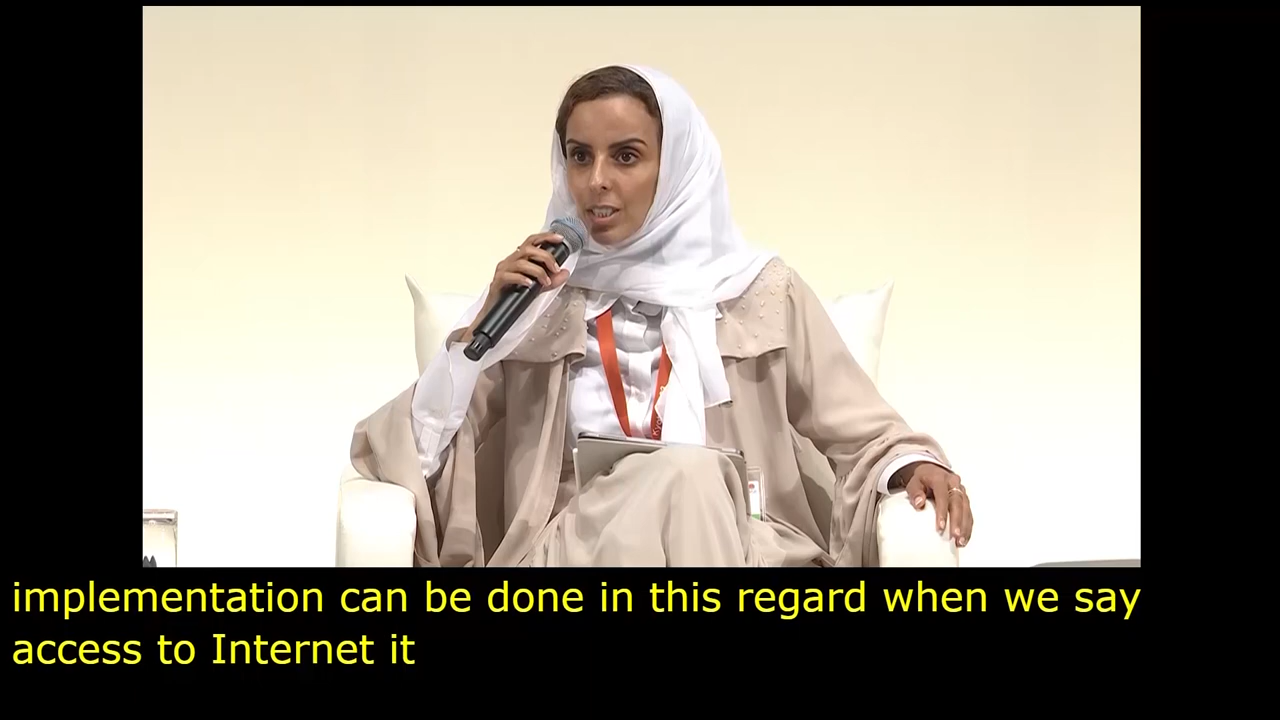 implementation can be done in this regard when we say
access to Internet it